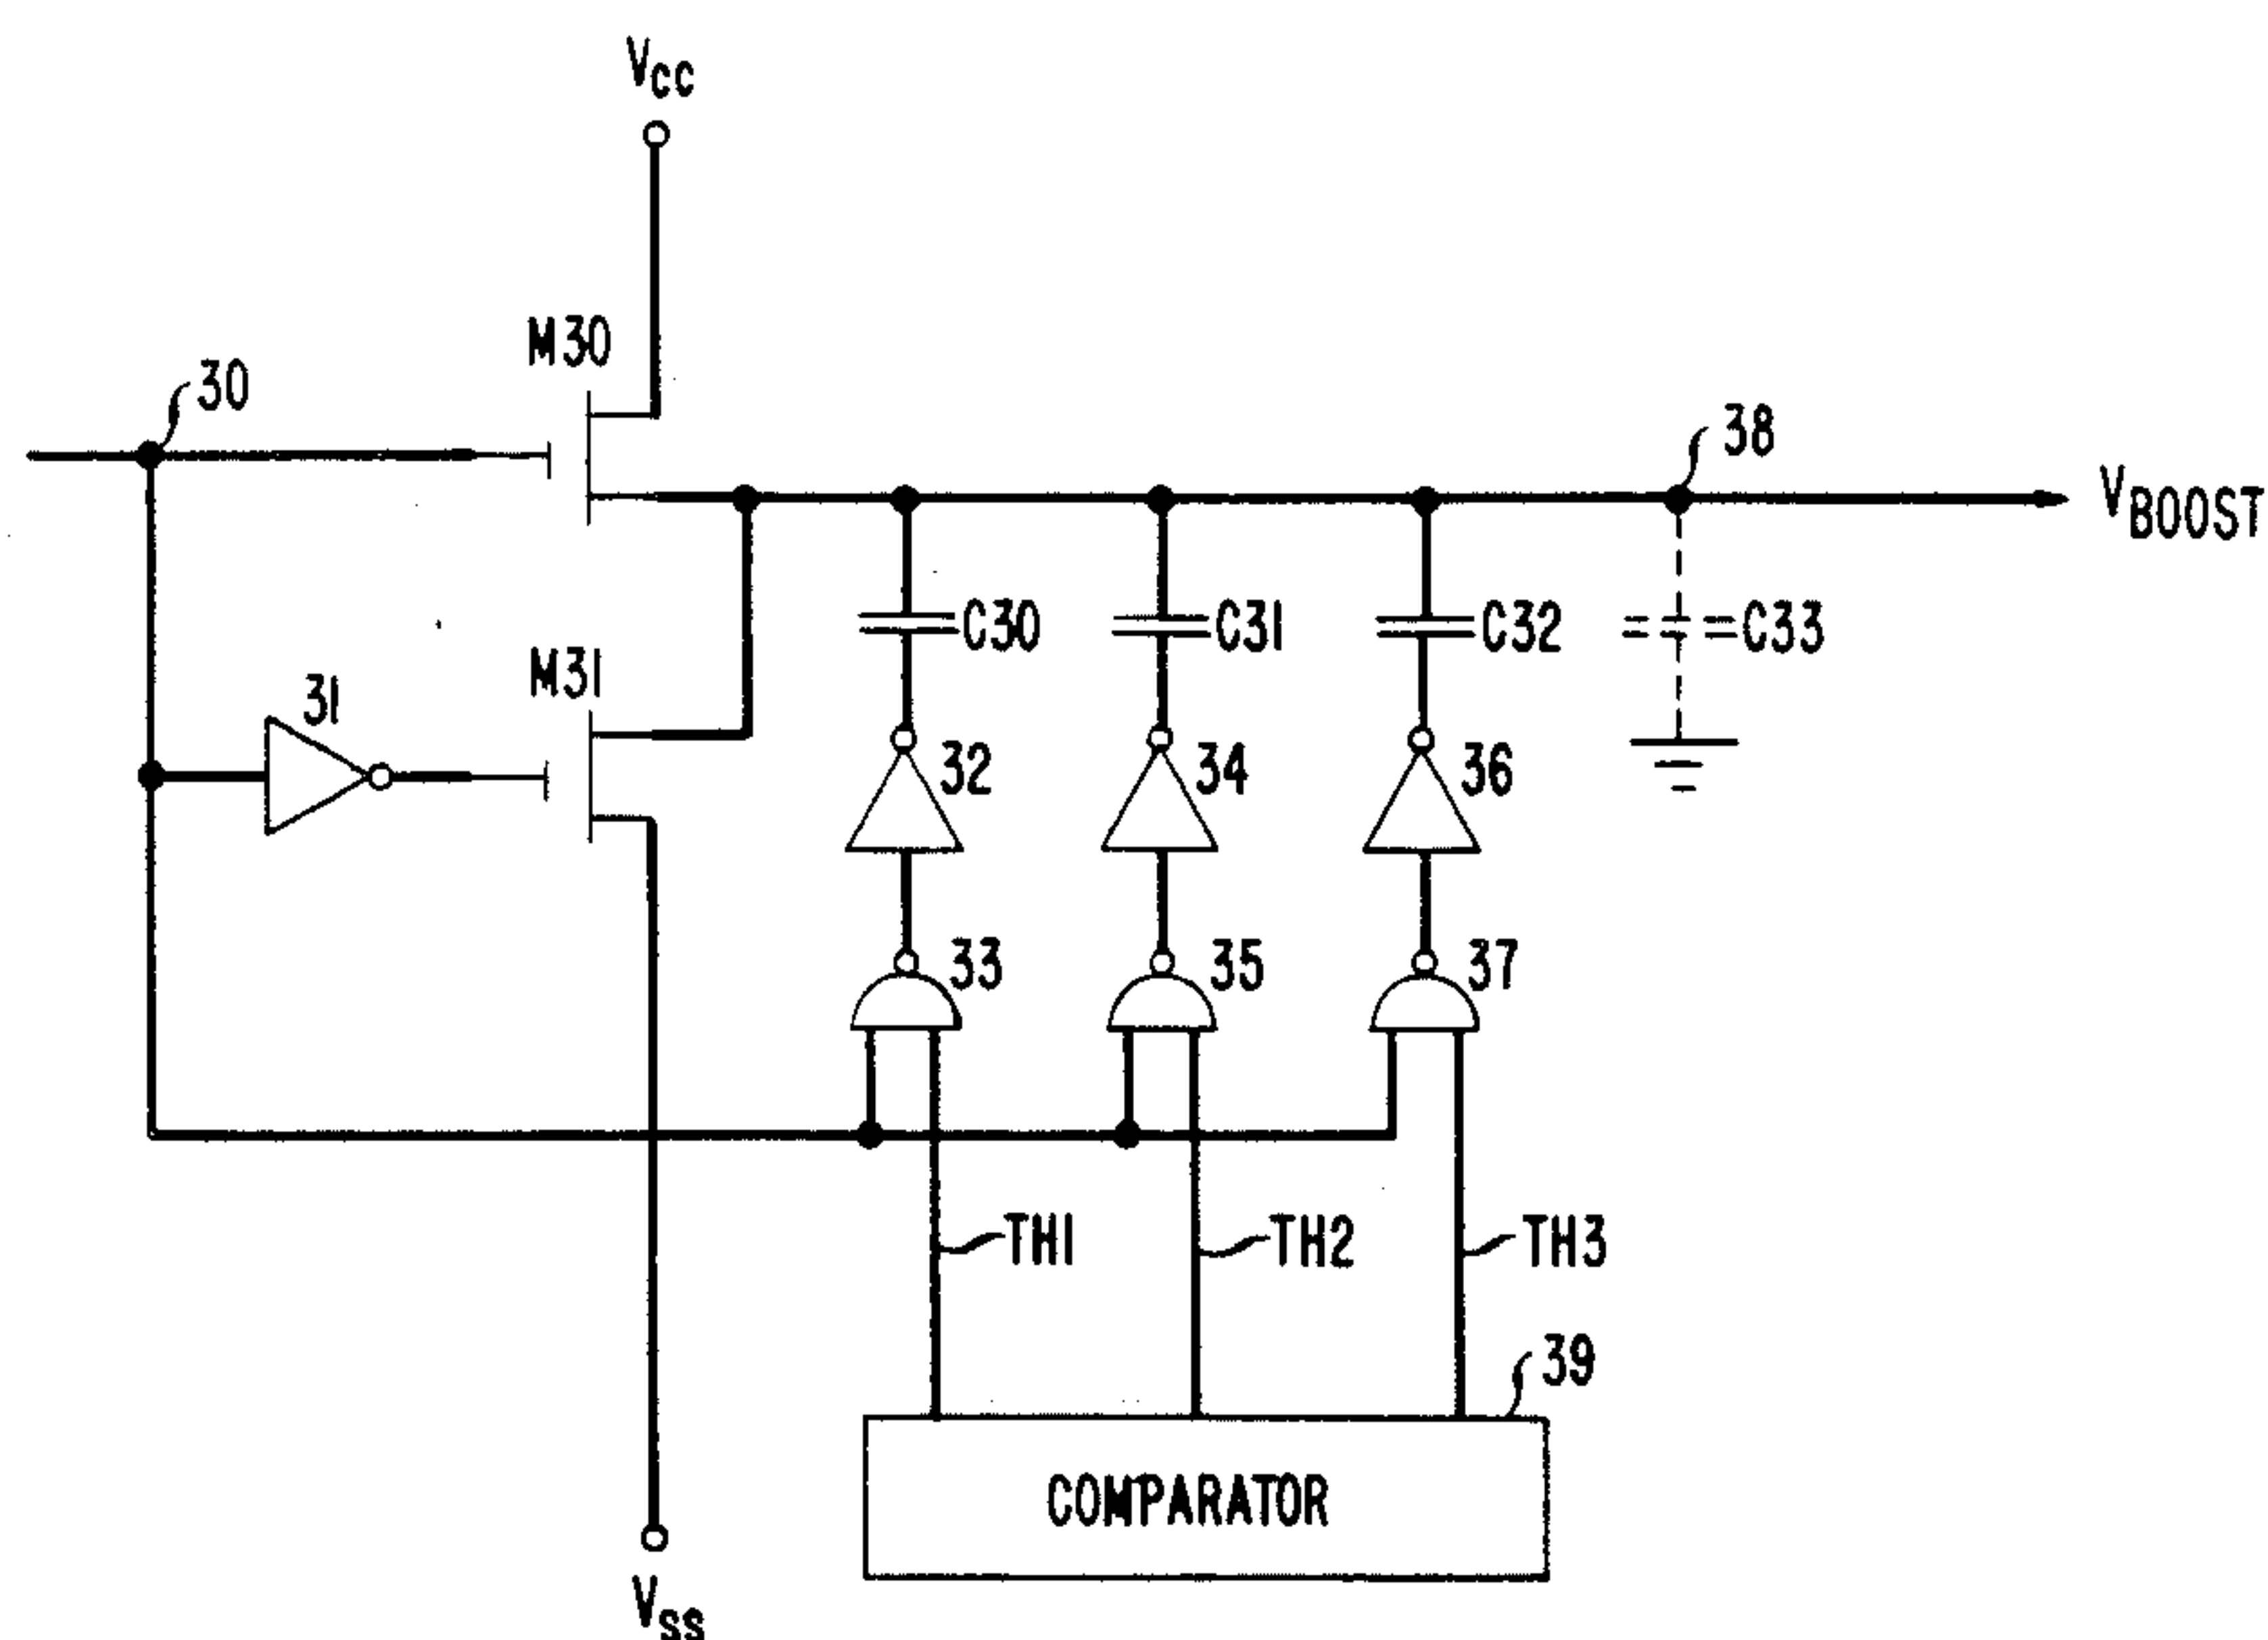 VCC
M30
30
38
VBOOST
C30
C31
C32
C33
M31
31
32
34
36
33
35
37
TH1
TH2
TH3
39
COMPARATOR
VSS